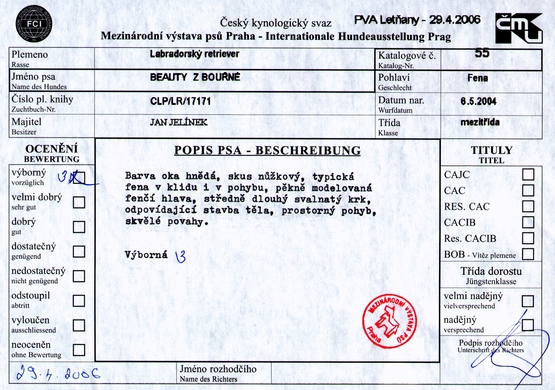 FCI
Český kynologický svaz
PVA Letňany - 29.4.2006
ČMKU
Mezinárodní výstava psů Praha - Internationale Hundeausstellung Prag
Plemeno
Rasse
Labradorský retriever
Katalogové č.
Katalog-Nr.
55
Jméno psa
Name des Hundes
BEAUTY Z BOURNÉ
Pohlaví
Geschlecht
Fena
Číslo pl. knihy
Zuchtbuch-Nr.
CLP/LR/17171
Datum nar.
Wurfdatum
6.5.2004
Majitel
Besitzer
JAN JELÍNEK
Třída
Klasse
mezitřída
OCENĚNÍ
BEWERTUNG
výborný
vorzüglich
velmi dobrý
sehr gut
dobrý
gut
dostatečný
genügend
nedostatečný
nicht genügend
odstoupil
abtritt
vyloučen
ausschliessend
neoceněn
ohne Bewertung
29.4.2006
POPIS PSA - BESCHREIBUNG
Barva oka hnědá, skus nůžkový, typická
fena v klidu i v pohybu, pěkně modelovaná
fenčí hlava, středně dlouhý svalnatý krk,
odpovídající stavba těla, prostorný pohyb,
skvělé povahy.
Výborná 3
MEZINÁRODNÍ VÝSTAVA PSŮ
Praha
Jméno rozhodčího
Name des Richters
TITULY
TITEL
CAJC
CAC
RES. CAC
CACIB
Res. CACIB
BOB - Vítěz plemene
Třída dorostu
Jüngstenklasse
velmi nadějný
vielversprechend
nadějný
versprechend
Podpis rozhodčího
Unterschrift des Richters